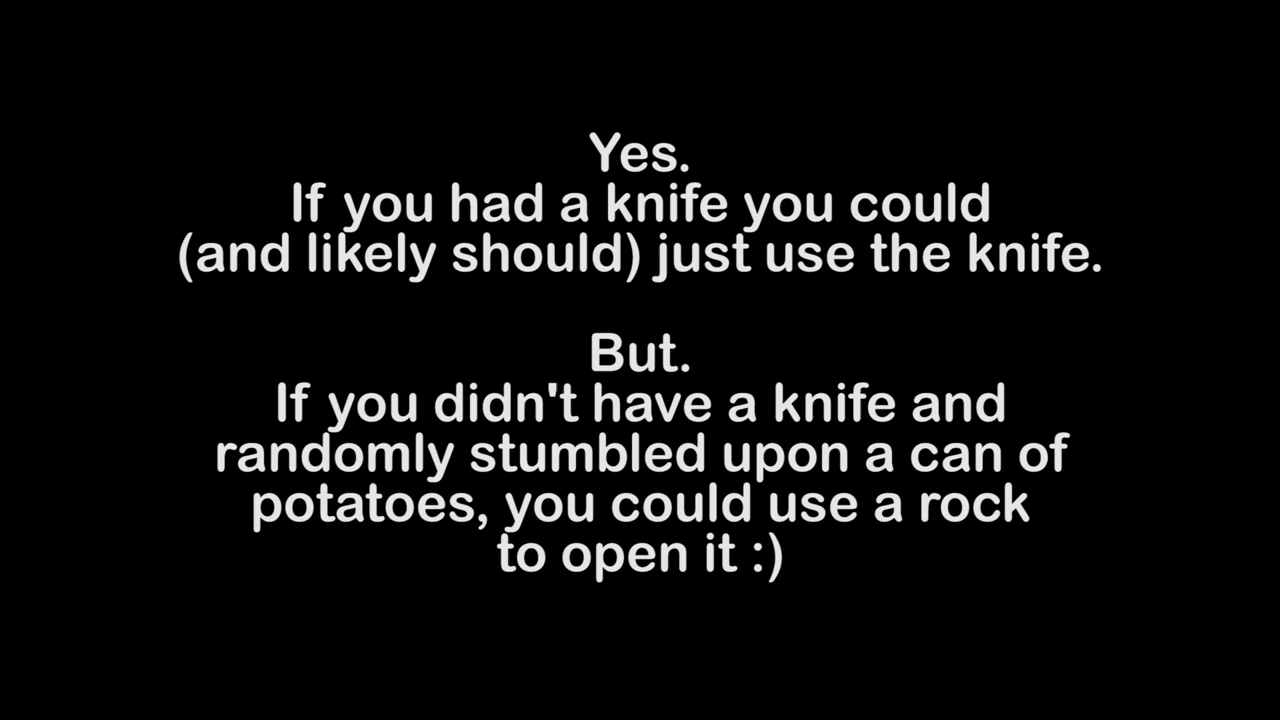 Yes.
If you had a knife you could
(and likely should) just use the knife.
But.
If you didn't have a knife and
randomly stumbled upon a can of
potatoes, you could use a rock
to open it :)